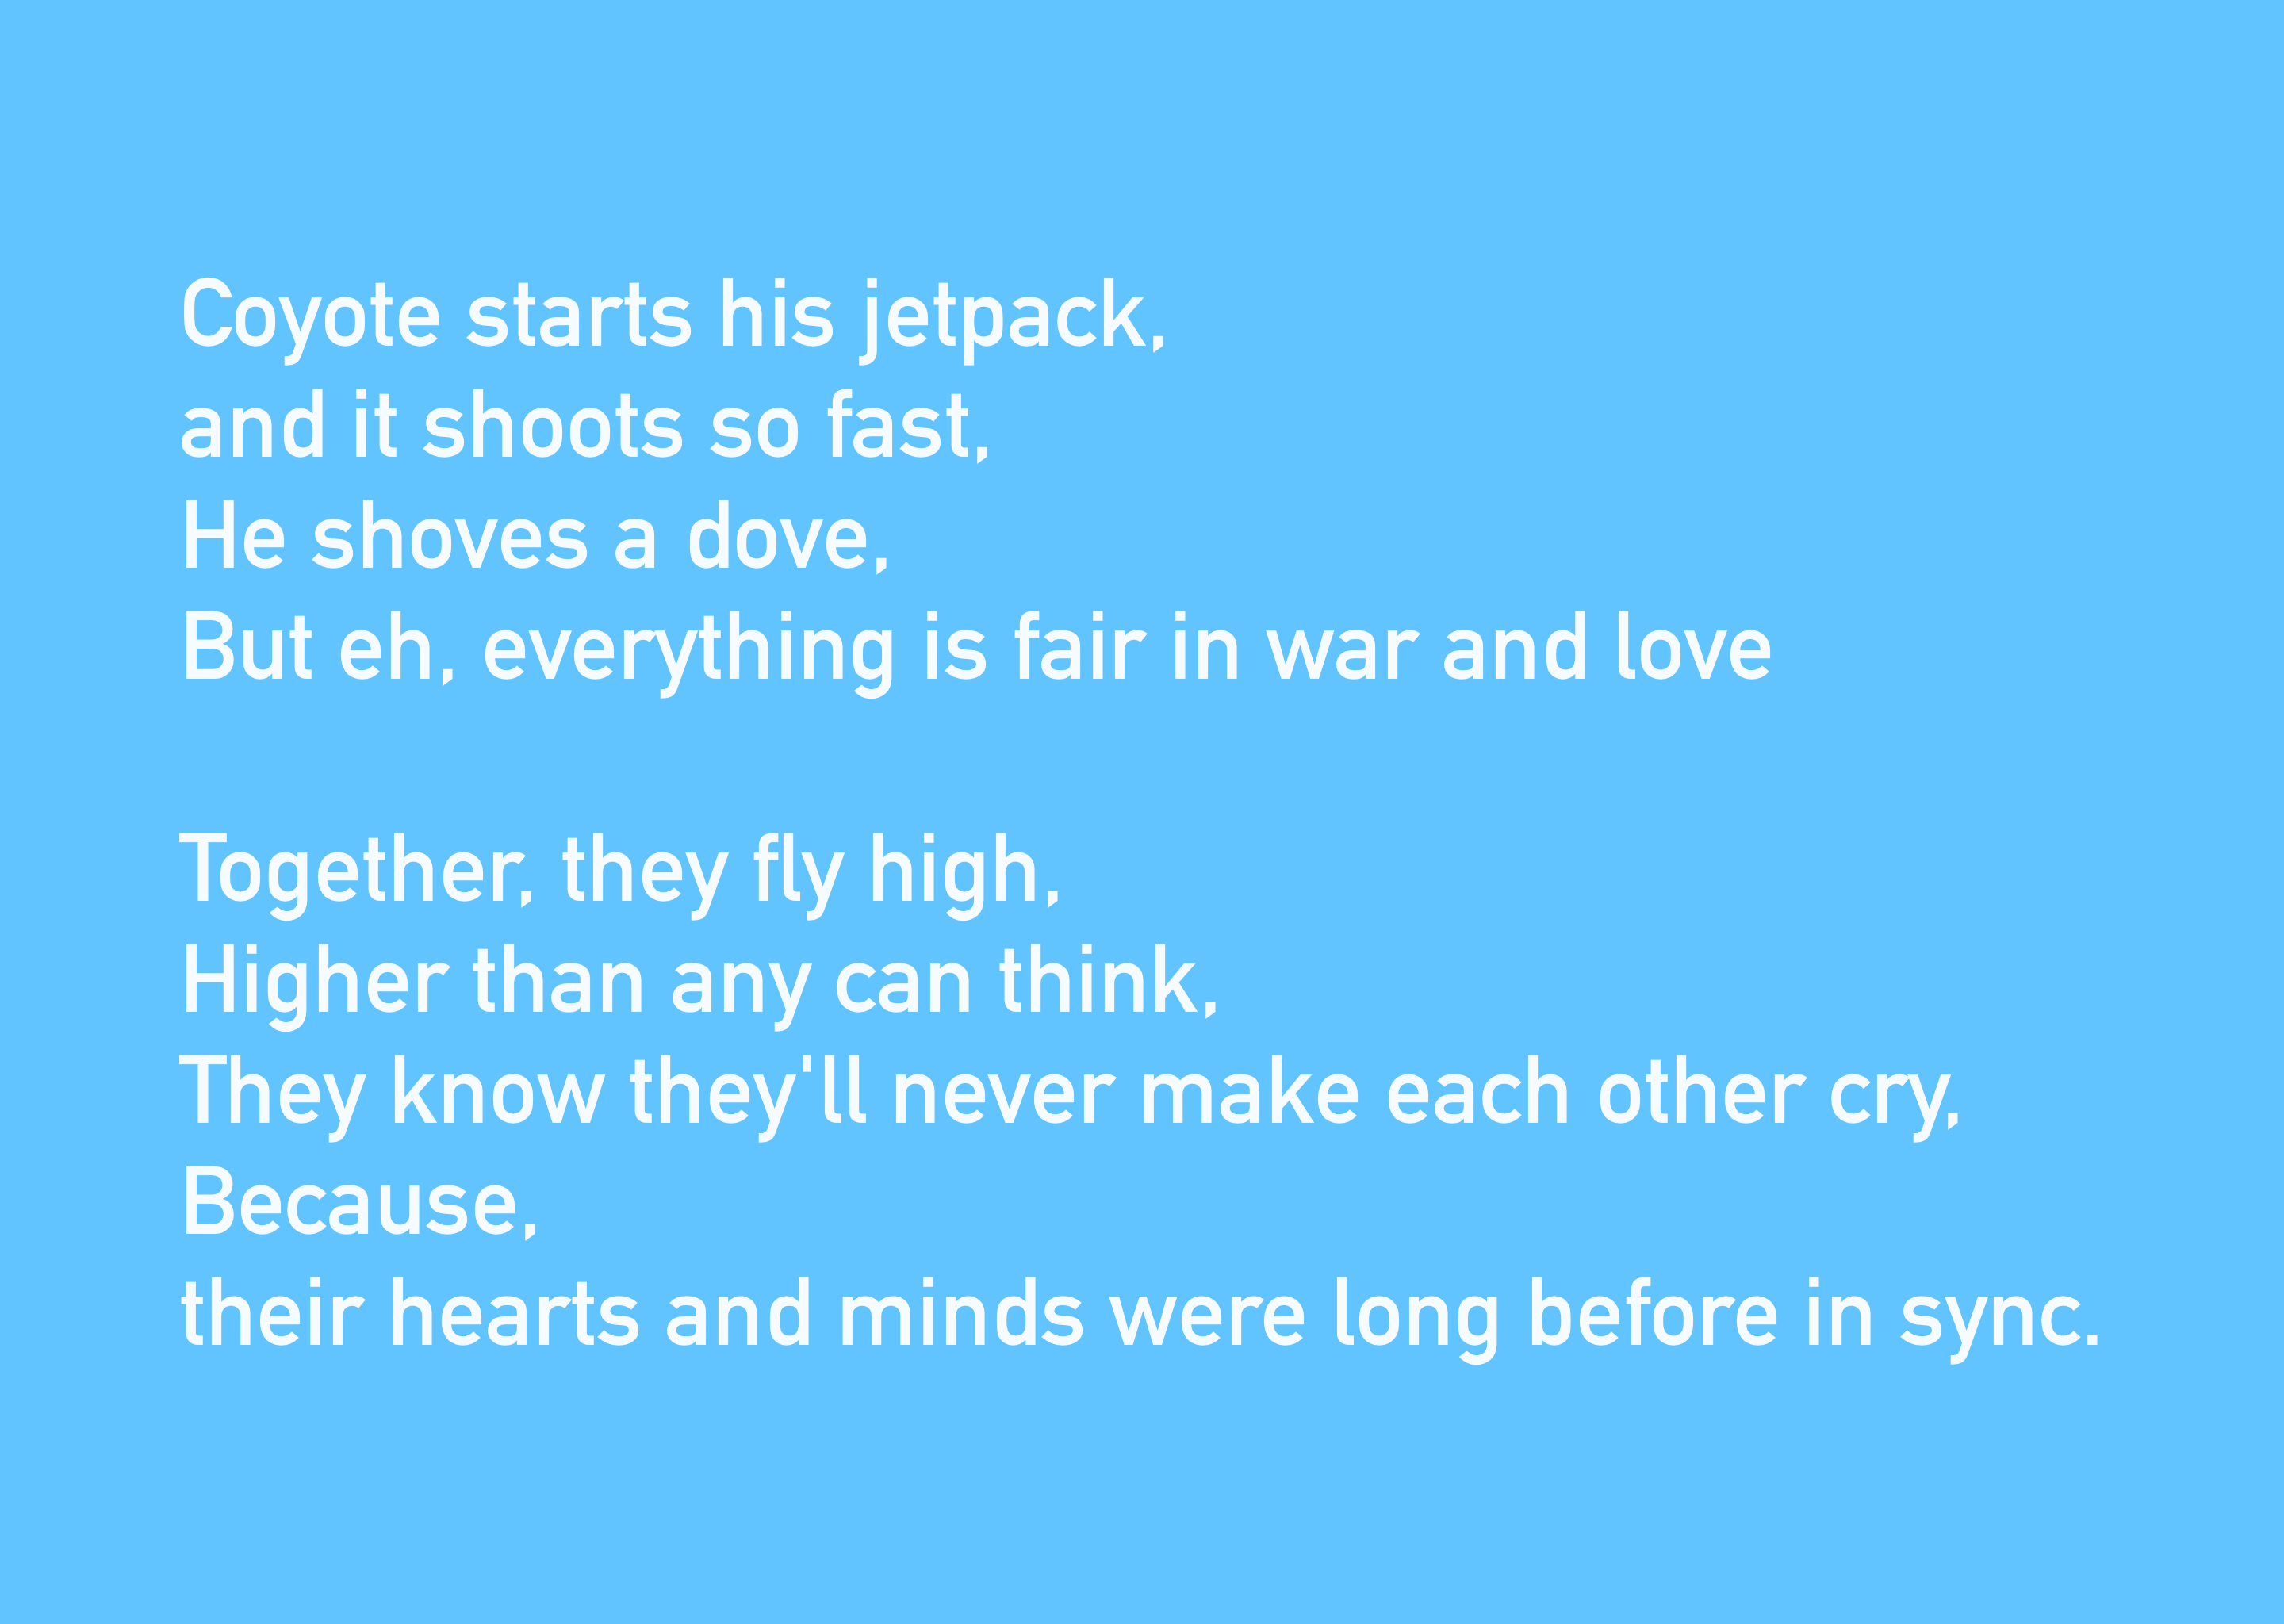 Coyote starts his jetpack,
and it shoots so fast,
He shoves a dove,
But eh, everything is fair in war and love
Together, they fly high,
Higher than any can think,
They know they'll never make each other cry,
Because,
their hearts and minds were long before in sync.